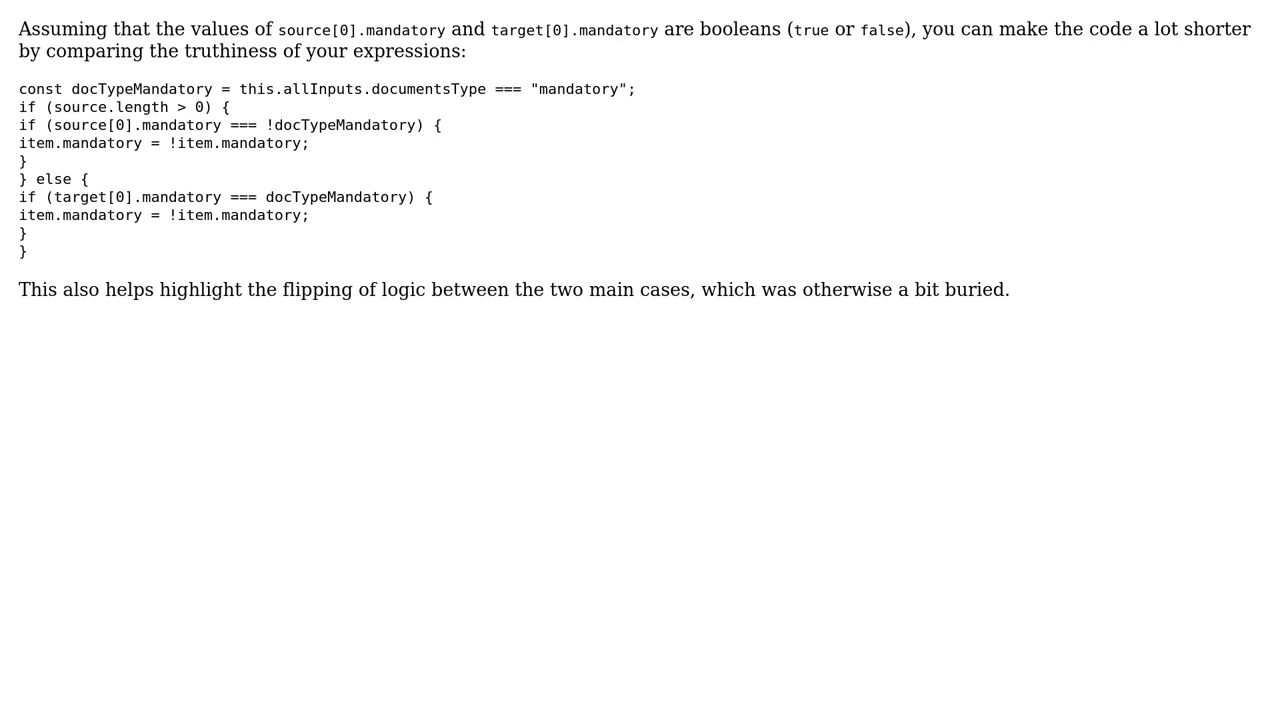 Assuming that the values of source[0].mandatory and target[0].mandatory are booleans (true or false), you can make the code a lot shorter
by comparing the truthiness of your expressions:
const docTypeMandatory = this.allInputs.documentsType === "mandatory";
if (source.length > 0) {
if (source[0].mandatory === !docTypeMandatory) {
item.mandatory = !item.mandatory;
}
} else {
if (target[0].mandatory === docTypeMandatory) {
item.mandatory = !item.mandatory;
}
}
This also helps highlight the flipping of logic between the two main cases, which was otherwise a bit buried.